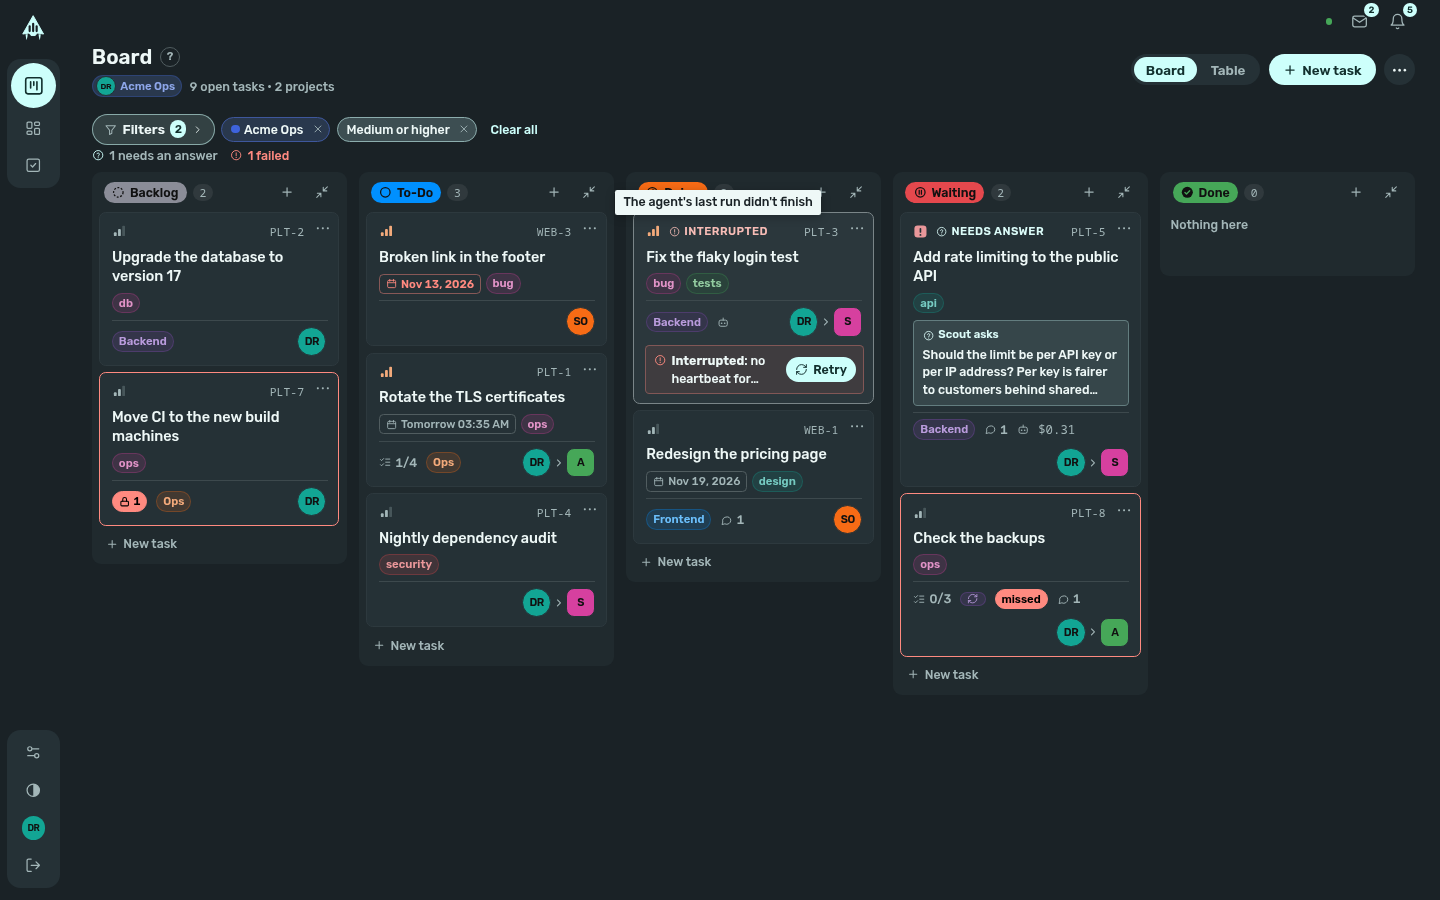 2
5
Board
?
DR Acme Ops
9 open tasks · 2 projects
Board
Table
New task
Filters 2
Acme Ops
Medium or higher
Clear all
1 needs an answer
1 failed
Backlog 2
PLT-2
Upgrade the database to
version 17
db
Backend
DR
PLT-7
Move CI to the new build
machines
ops
1
Ops
DR
New task
To-Do 3
WEB-3
Broken link in the footer
Nov 13, 2026
bug
SO
PLT-1
Rotate the TLS certificates
Tomorrow 03:35 AM
ops
1/4
Ops
DR
A
PLT-4
Nightly dependency audit
security
DR
S
New task
The agent's last run didn't finish
INTERRUPTED
PLT-3
Fix the flaky login test
bug
tests
Backend
DR
S
Interrupted: no
heartbeat for…
Retry
WEB-1
Redesign the pricing page
Nov 19, 2026
design
Frontend
1
SO
New task
Waiting 2
NEEDS ANSWER
PLT-5
Add rate limiting to the public
API
api
Scout asks
Should the limit be per API key or
per IP address? Per key is fairer
to customers behind shared…
Backend
1
$0.31
DR
S
PLT-8
Check the backups
ops
0/3
missed
1
DR
A
New task
Done 0
Nothing here
DR